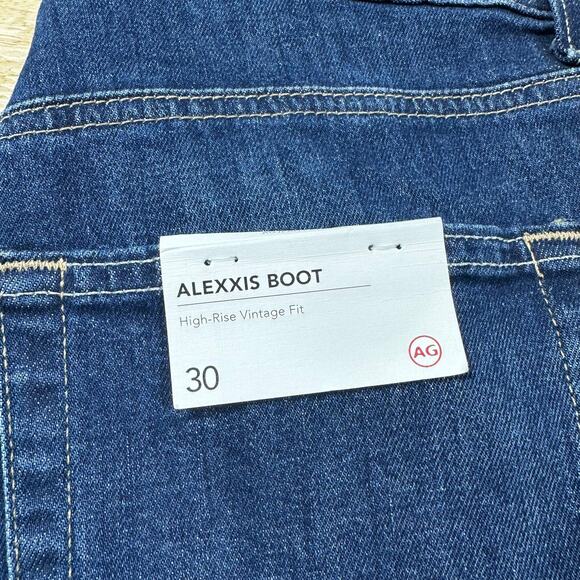 ALEXXIS BOOT
High-Rise Vintage Fit
30
AG